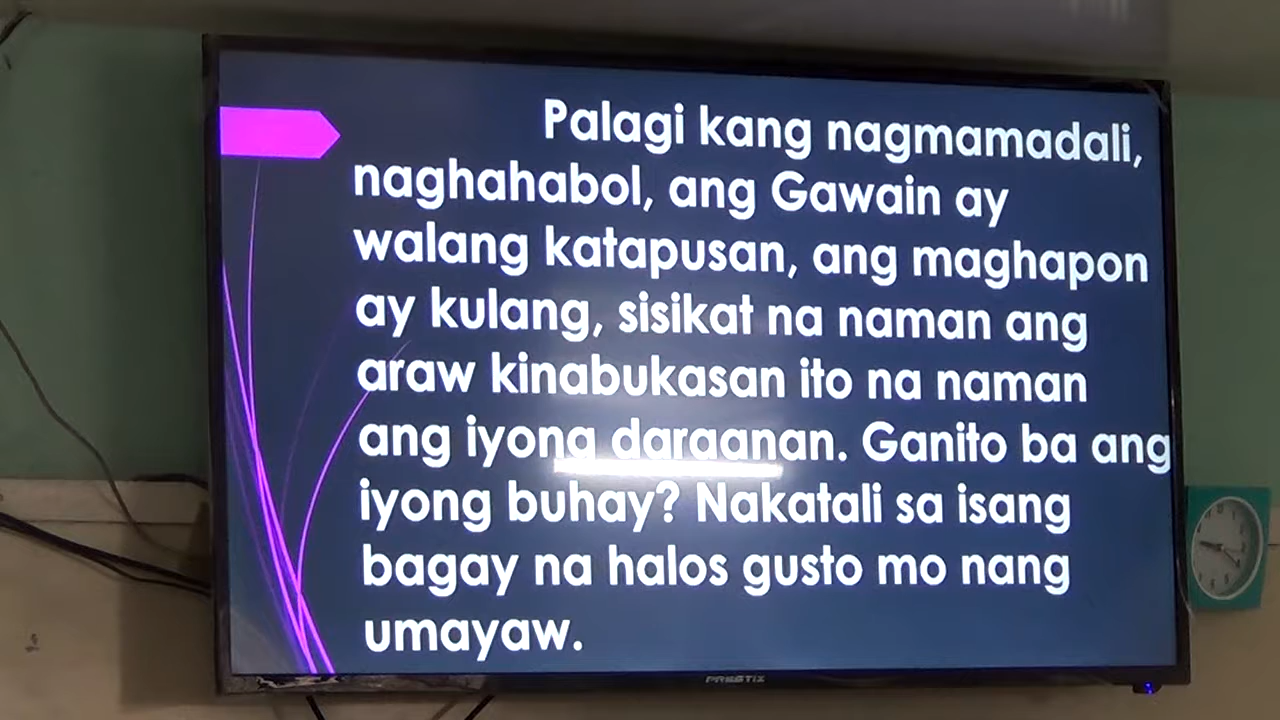 Palagi kang nagmamadali,
naghahabol, ang Gawain ay
walang katapusan, ang maghapon
ay kulang, sisikat na naman ang
araw kinabukasan ito na naman
ang iyong daraanan. Ganito ba ang
iyong buhay? Nakatali sa isang
bagay na halos gusto mo nang
umayaw.
PRESTIZ